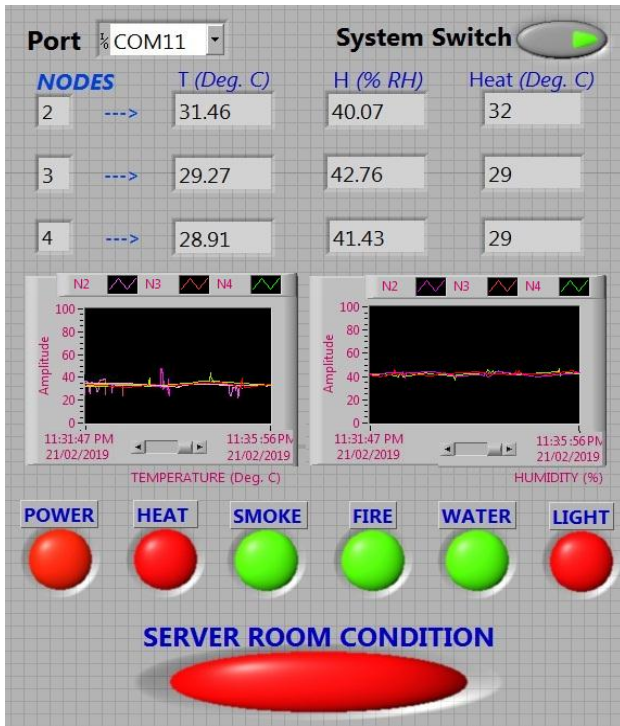 Port COM11 System Switch
NODES T (Deg. C) H (% RH) Heat (Deg. C)
2 ---> 31.46 40.07 32
3 ---> 29.27 42.76 29
4 ---> 28.91 41.43 29
N2 N3 N4
100
80
60
40
20
0
Amplitude
11:31:47 PM 11:35:56 PM
21/02/2019 21/02/2019
TEMPERATURE (Deg. C)
N2 N3 N4
100
80
60
40
20
0
Amplitude
11:31:47 PM 11:35:56 PM
21/02/2019 21/02/2019
HUMIDITY (%)
POWER HEAT SMOKE FIRE WATER LIGHT
SERVER ROOM CONDITION